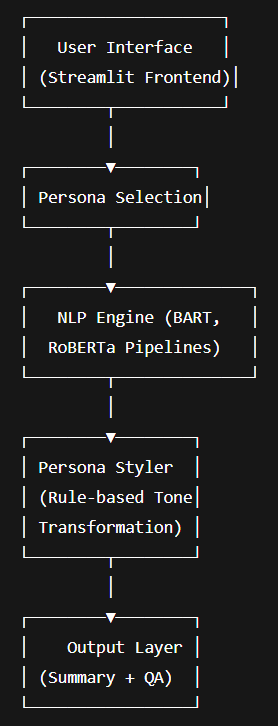 User Interface
(Streamlit Frontend)
Persona Selection
NLP Engine (BART,
RoBERTa Pipelines)
Persona Styler
(Rule-based Tone
Transformation)
Output Layer
(Summary + QA)